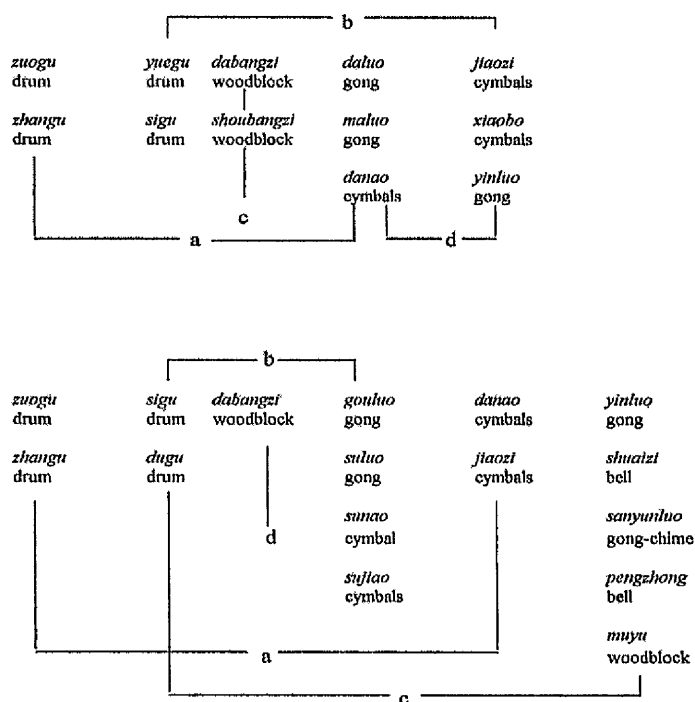 b
zuogu yuegu dabangzi daluo jiaozi
drum drum woodblock gong cymbals
zhangu sigu shoubangzi maluo xiaobo
drum drum woodblock gong cymbals
danao yinluo
cymbals gong
c
a d
b
zuogu sigu dabangzi gouluo danao yinluo
drum drum woodblock gong cymbals gong
zhangu dugu suluo jiaozi shuaizi
drum drum gong cymbals bell
sunao sanyunluo
d cymbal gong-chime
sujiao pengzhong
cymbals bell
muyu
a woodblock
c